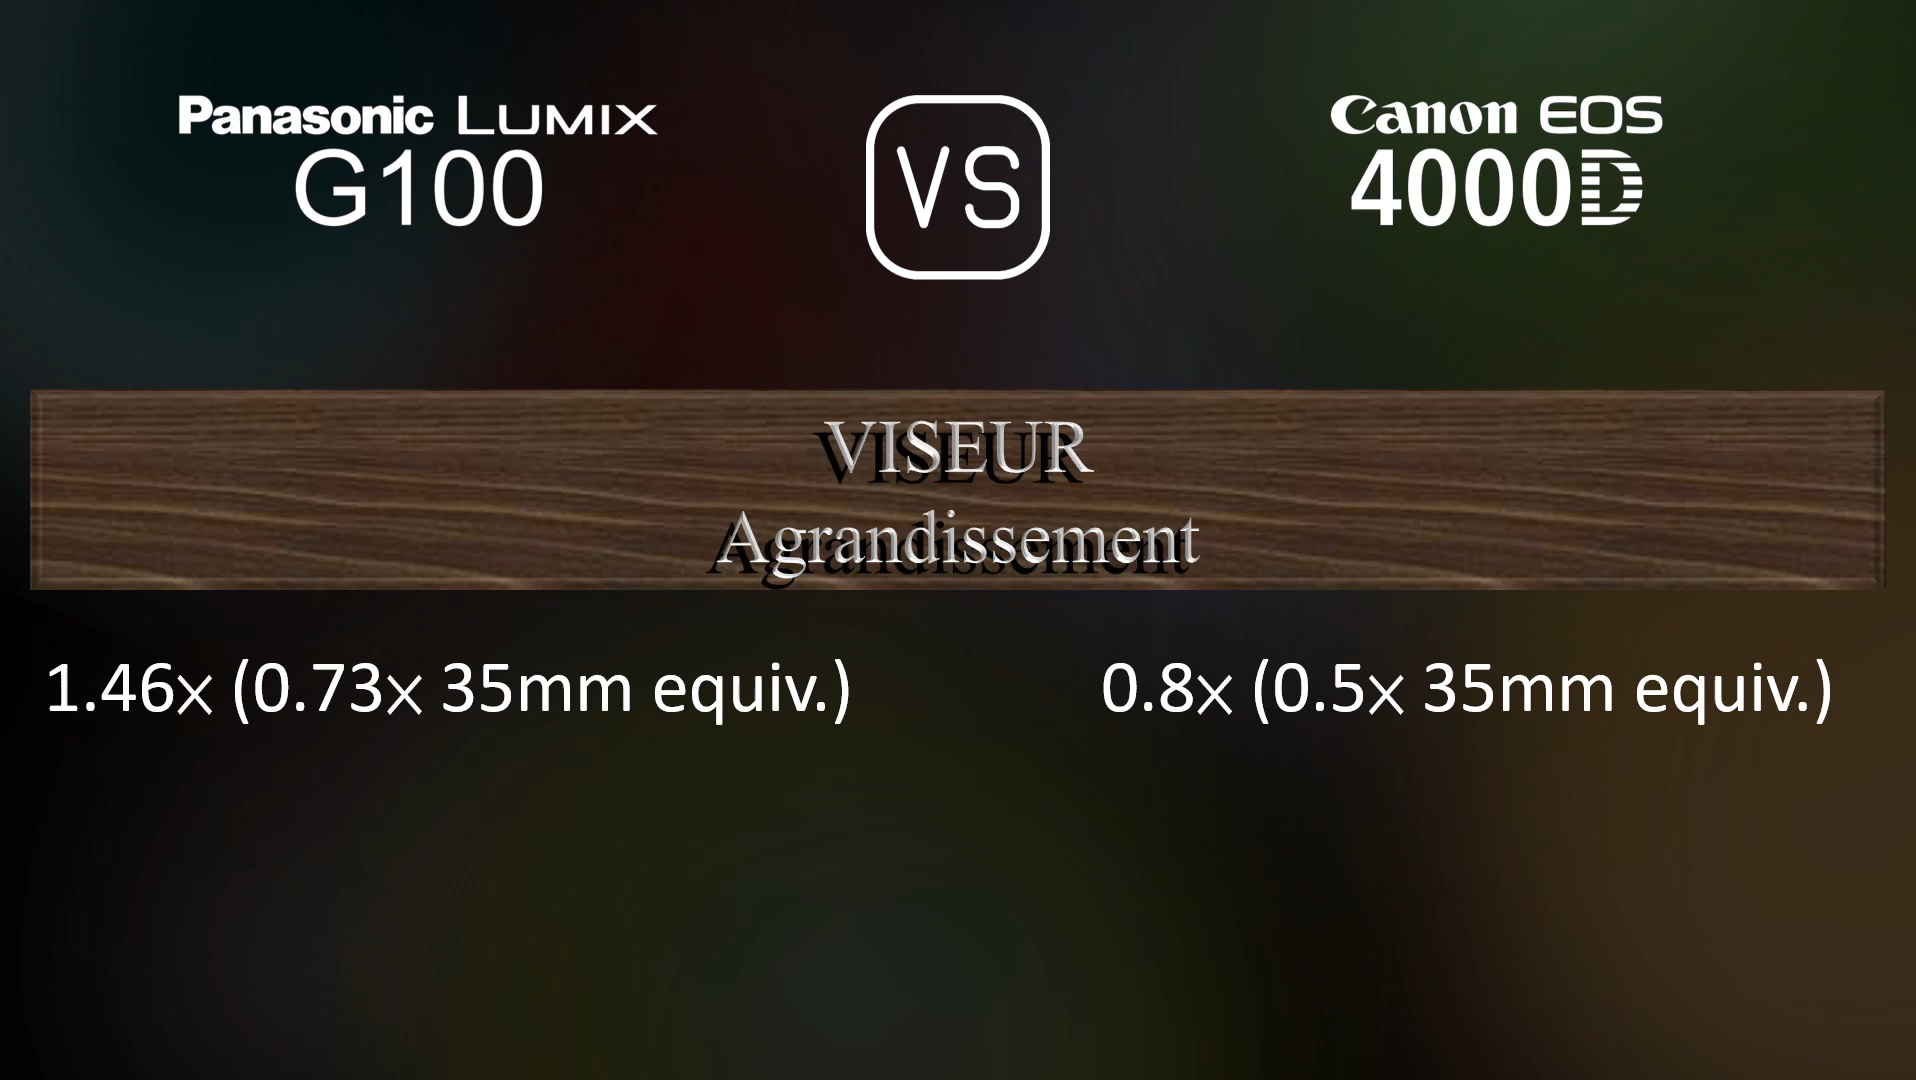 Panasonic LUMIX
G100
VS
Canon EOS
4000D
VISEUR
Agrandissement
1.46x (0.73x 35mm equiv.)
0.8x (0.5x 35mm equiv.)